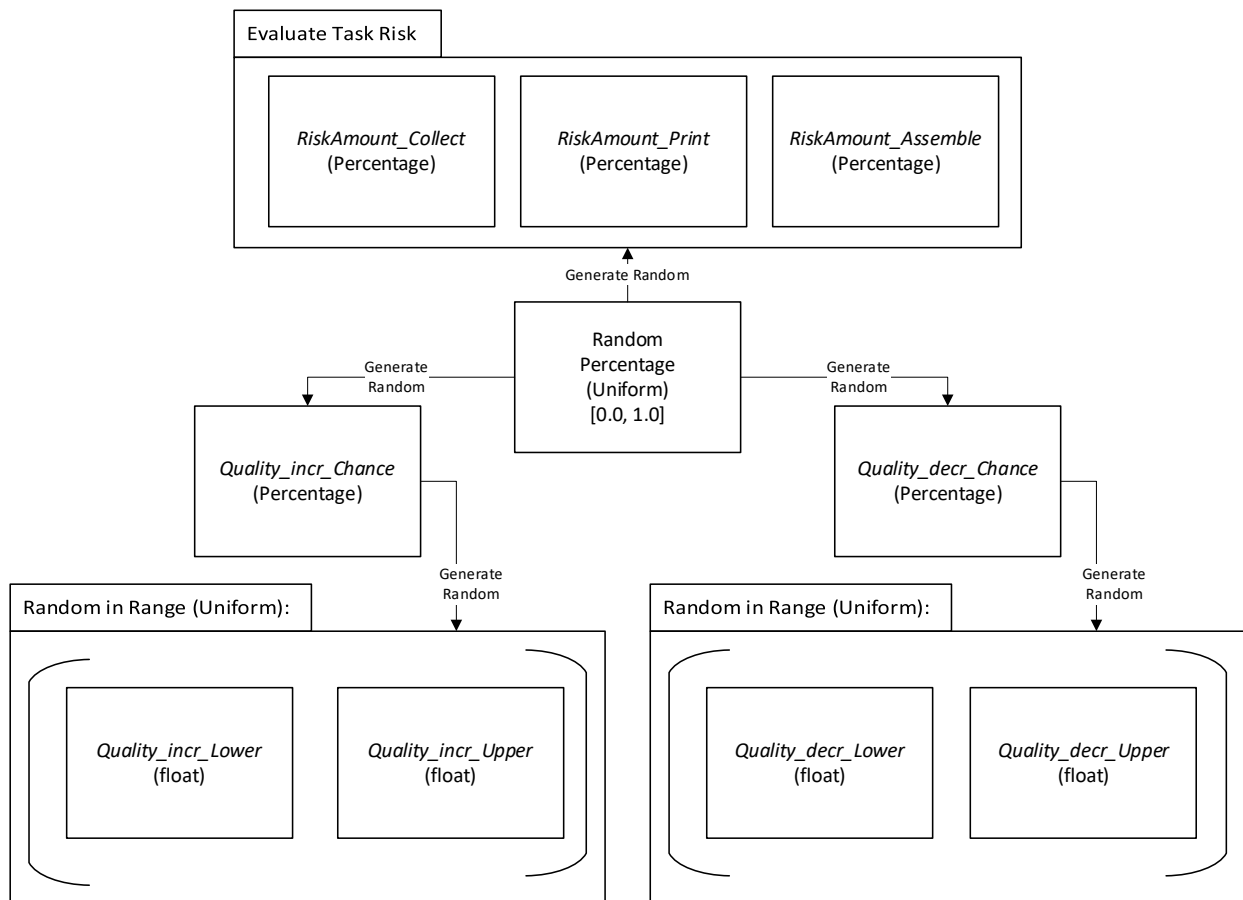 Evaluate Task Risk
RiskAmount_Collect
(Percentage)
RiskAmount_Print
(Percentage)
RiskAmount_Assemble
(Percentage)
Generate Random
Random
Percentage
(Uniform)
[0.0, 1.0]
Generate
Random
Generate
Random
Quality_incr_Chance
(Percentage)
Quality_decr_Chance
(Percentage)
Generate
Random
Generate
Random
Random in Range (Uniform):
Random in Range (Uniform):
Quality_incr_Lower
(float)
Quality_incr_Upper
(float)
Quality_decr_Lower
(float)
Quality_decr_Upper
(float)